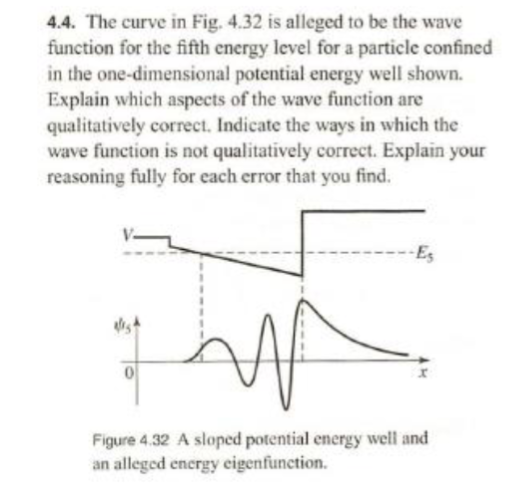 4.4. The curve in Fig. 4.32 is alleged to be the wave
function for the fifth energy level for a particle confined
in the one-dimensional potential energy well shown.
Explain which aspects of the wave function are
qualitatively correct. Indicate the ways in which the
wave function is not qualitatively correct. Explain your
reasoning fully for each error that you find.
V
E₅
ψ₅
0
x
Figure 4.32 A sloped potential energy well and
an alleged energy eigenfunction.